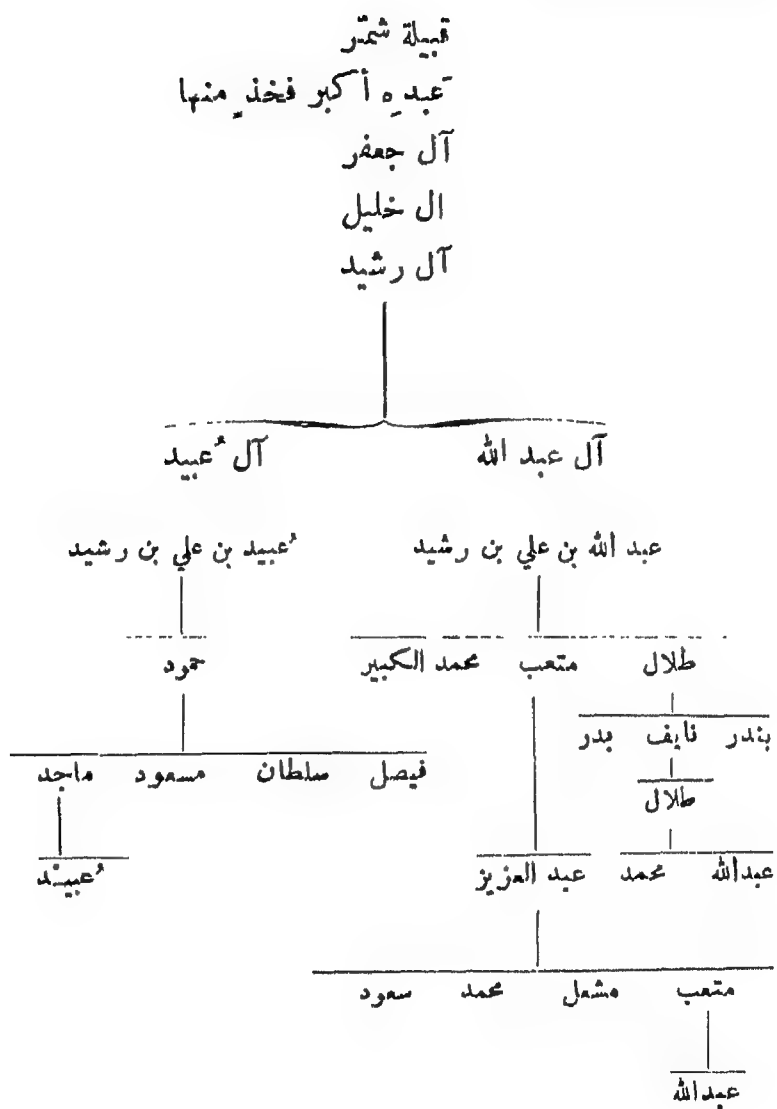 قبيلة شمّر
عَبدهِ أكبر فخذٍ منها
آل جعفر
ال خليل
آل رشيد
آل عبد الله آل عُبيد
عبد الله بن علي بن رشيد عُبيد بن علي بن رشيد
طلال متعب محمد الكبير حمود
بندر نايف بدر
فيصل سلطان مسعود ماجد
طلال
عبدالله محمد عبد العزيز عُبيند
متعب مشعل محمد سعود
عبدالله